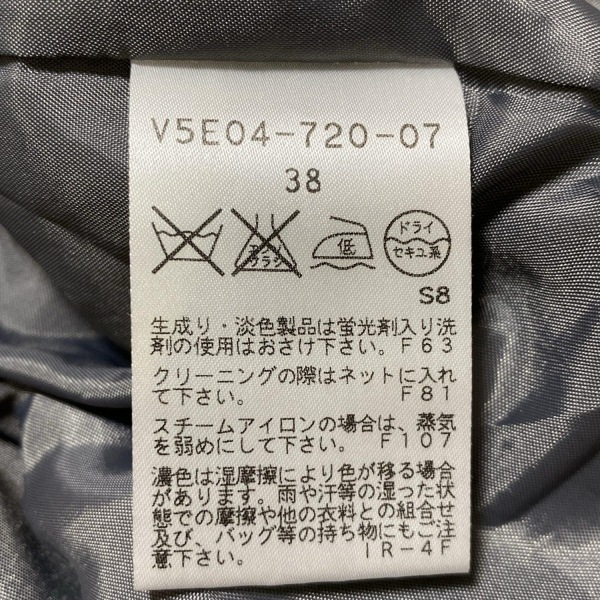 V5E04-720-07
38
エンソ
サラシ
低
ドライ
セキユ系
S8
生成り・淡色製品は蛍光剤入り洗
剤の使用はおさけ下さい。F63
クリーニングの際はネットに入れ
て下さい。 F81
スチームアイロンの場合は、蒸気
を弱めにして下さい。 F107
濃色は湿摩擦により色が移る場合
があります。雨や汗等の湿った状
態での摩擦や他の衣料との組合せ
及び、バッグ等の持ち物にもご注
意下さい。 IR-4F